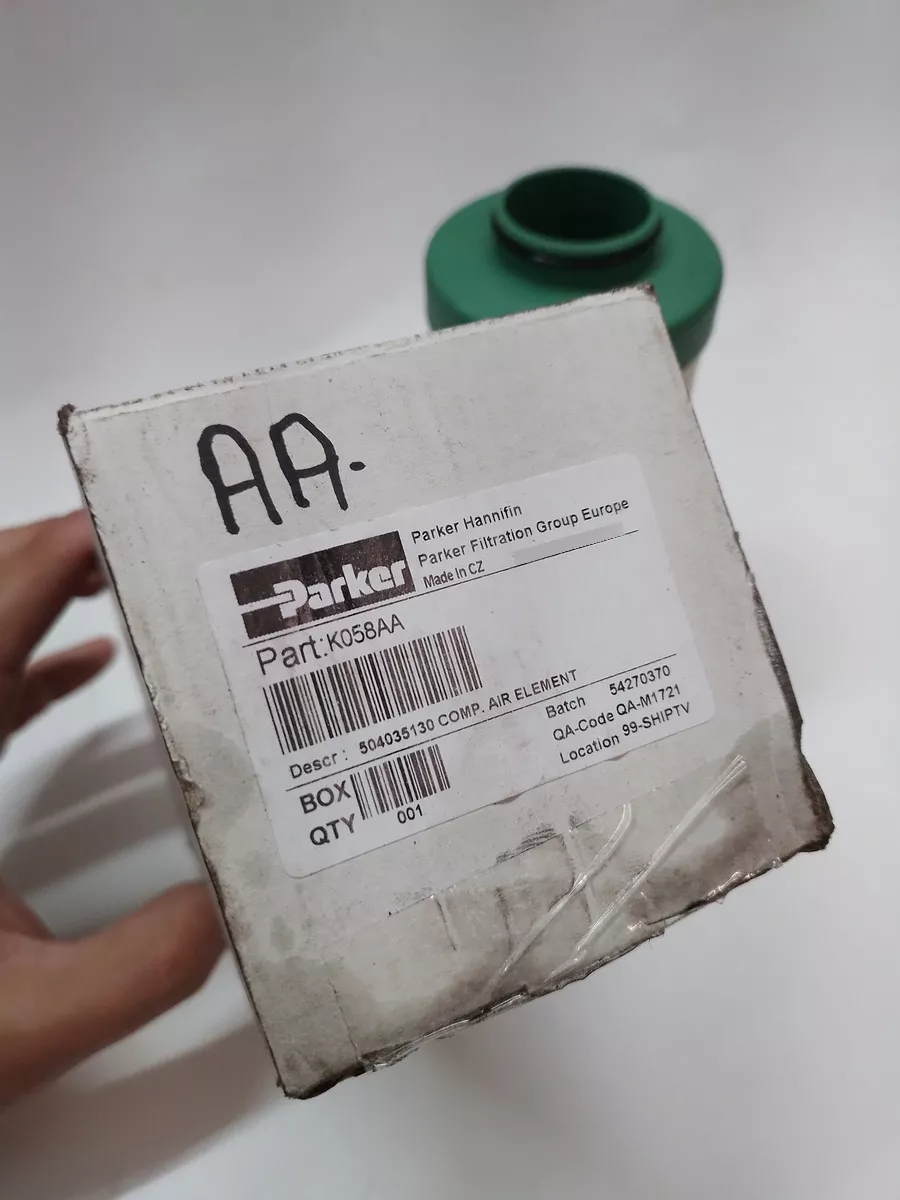 AA.
Parker
Parker Hannifin
Parker Filtration Group Europe
Made In CZ
Part:K058AA
Descr : 504035130 COMP. AIR ELEMENT
BOX
QTY
001
Batch 54270370
QA-Code QA-M1721
Location 99-SHIPTV